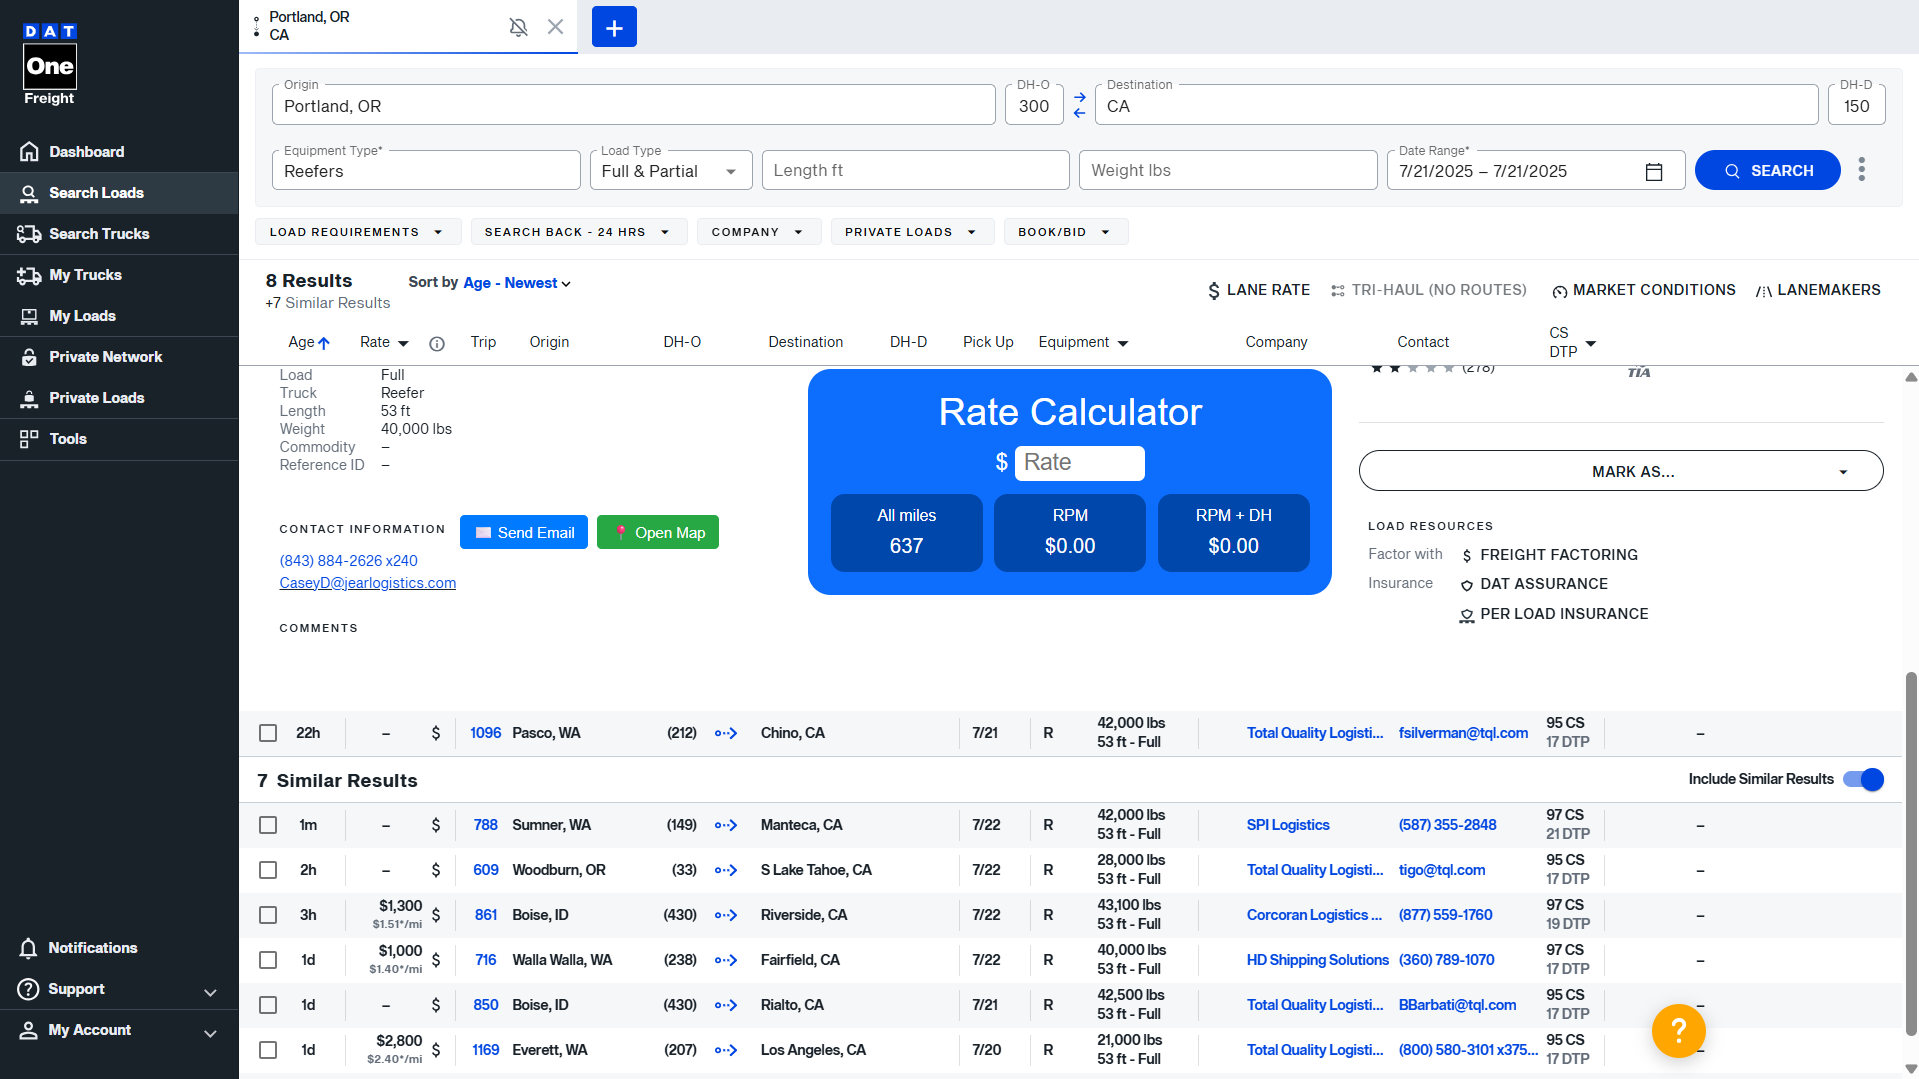 DAT
One
Freight
Dashboard
Search Loads
Search Trucks
My Trucks
My Loads
Private Network
Private Loads
Tools
Notifications
Support
My Account
Portland, OR
CA
+
Origin
Portland, OR
DH-O
300
Destination
CA
DH-D
150
Equipment Type*
Reefers
Load Type
Full & Partial
Length ft
Weight lbs
Date Range*
7/21/2025 – 7/21/2025
SEARCH
LOAD REQUIREMENTS
SEARCH BACK - 24 HRS
COMPANY
PRIVATE LOADS
BOOK/BID
8 Results
+7 Similar Results
Sort by Age - Newest
$ LANE RATE
TRI-HAUL (NO ROUTES)
MARKET CONDITIONS
LANEMAKERS
Age Rate Trip Origin DH-O Destination DH-D Pick Up Equipment Company Contact CS DTP
Load Full
Truck Reefer
Length 53 ft
Weight 40,000 lbs
Commodity –
Reference ID –
CONTACT INFORMATION
Send Email
Open Map
(843) 884-2626 x240
CaseyD@jearlogistics.com
COMMENTS
Rate Calculator
$ Rate
All miles
637
RPM
$0.00
RPM + DH
$0.00
(278)
TIA
MARK AS...
LOAD RESOURCES
Factor with $ FREIGHT FACTORING
Insurance DAT ASSURANCE
PER LOAD INSURANCE
22h – $ 1096 Pasco, WA (212) Chino, CA 7/21 R 42,000 lbs 53 ft - Full Total Quality Logisti... fsilverman@tql.com 95 CS 17 DTP –
7 Similar Results
Include Similar Results
1m – $ 788 Sumner, WA (149) Manteca, CA 7/22 R 42,000 lbs 53 ft - Full SPI Logistics (587) 355-2848 97 CS 21 DTP –
2h – $ 609 Woodburn, OR (33) S Lake Tahoe, CA 7/22 R 28,000 lbs 53 ft - Full Total Quality Logisti... tigo@tql.com 95 CS 17 DTP –
3h $1,300 $1.51*/mi $ 861 Boise, ID (430) Riverside, CA 7/22 R 43,100 lbs 53 ft - Full Corcoran Logistics ... (877) 559-1760 97 CS 19 DTP –
1d $1,000 $1.40*/mi $ 716 Walla Walla, WA (238) Fairfield, CA 7/22 R 40,000 lbs 53 ft - Full HD Shipping Solutions (360) 789-1070 97 CS 17 DTP –
1d – $ 850 Boise, ID (430) Rialto, CA 7/21 R 42,500 lbs 53 ft - Full Total Quality Logisti... BBarbati@tql.com 95 CS 17 DTP –
1d $2,800 $2.40*/mi $ 1169 Everett, WA (207) Los Angeles, CA 7/20 R 21,000 lbs 53 ft - Full Total Quality Logisti... (800) 580-3101 x375... 95 CS 17 DTP –
?